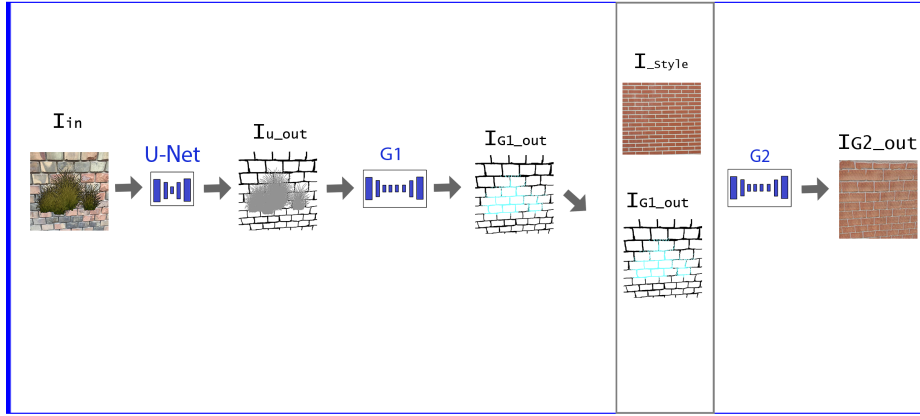 Iin
U-Net
Iu_out
G1
IG1_out
I_Style
IG1_out
G2
IG2_out